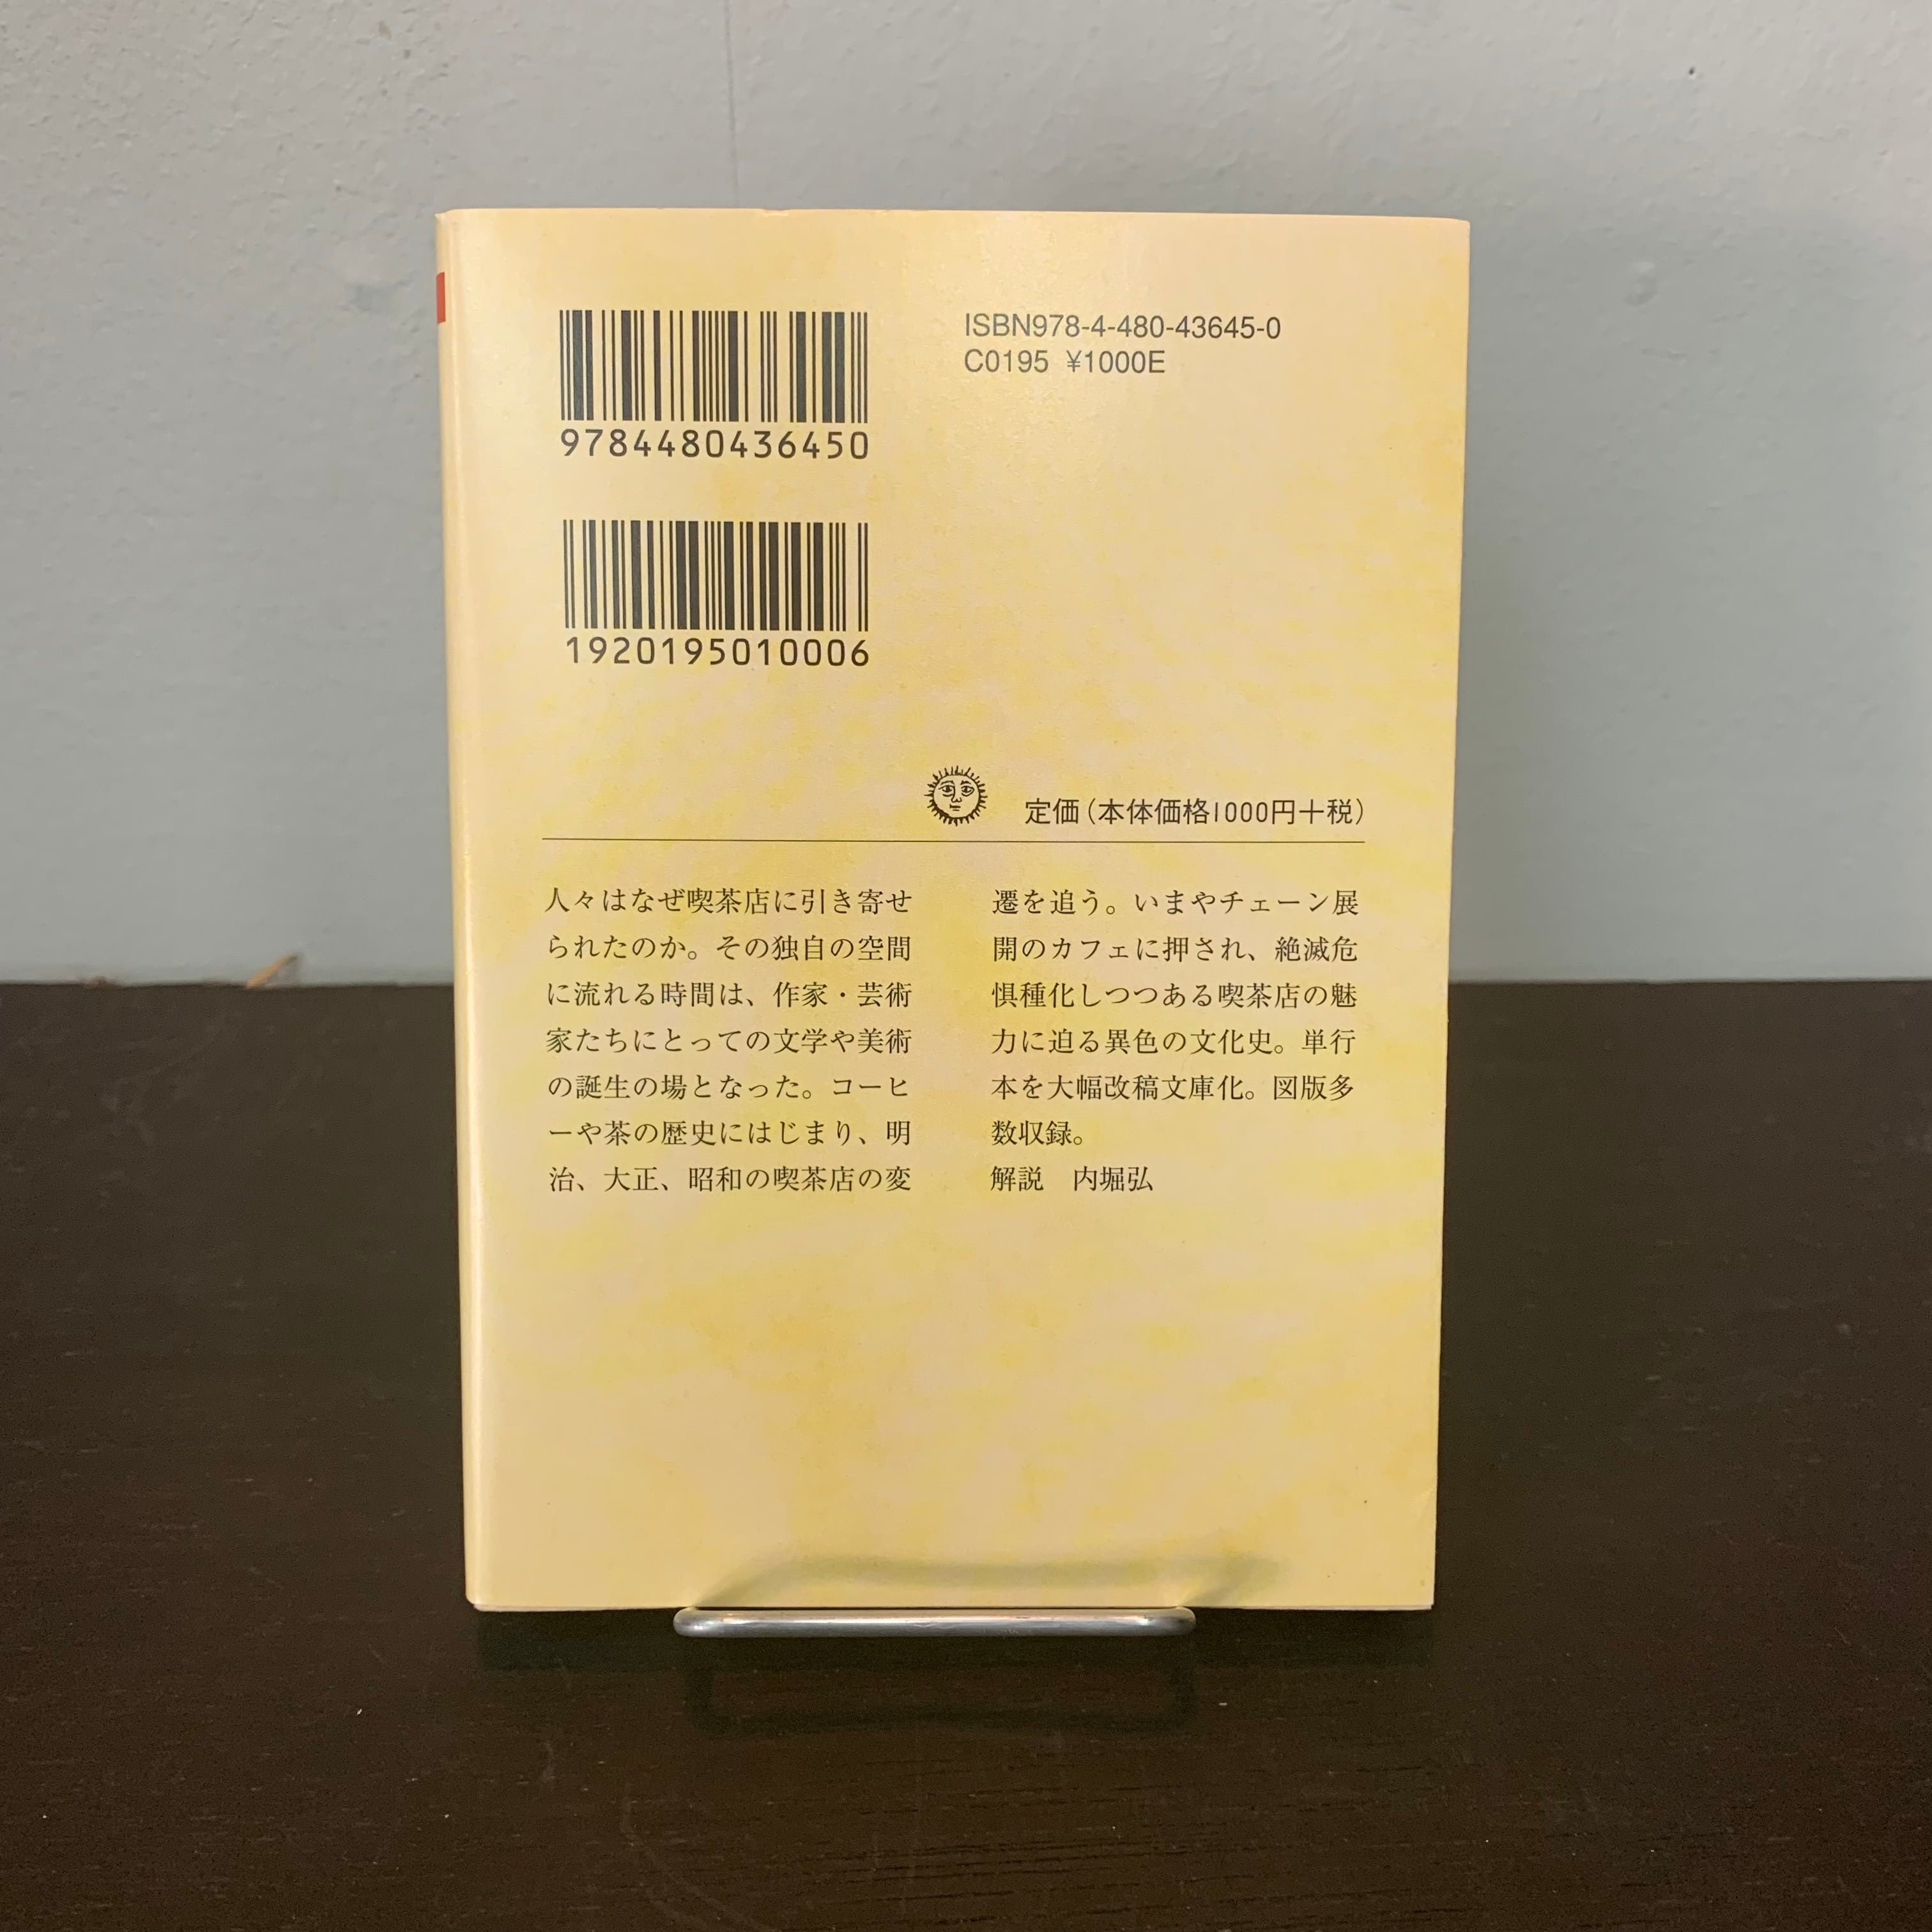 9784480436450
ISBN978-4-480-43645-0
C0195 ¥1000E
1920195010006
定価(本体価格1000円+税)
人々はなぜ喫茶店に引き寄せ
られたのか。その独自の空間
に流れる時間は、作家・芸術
家たちにとっての文学や美術
の誕生の場となった。コーヒ
ーや茶の歴史にはじまり、明
治、大正、昭和の喫茶店の変
遷を追う。いまやチェーン展
開のカフェに押され、絶滅危
惧種化しつつある喫茶店の魅
力に迫る異色の文化史。単行
本を大幅改稿文庫化。図版多
数収録。
解説　内堀弘